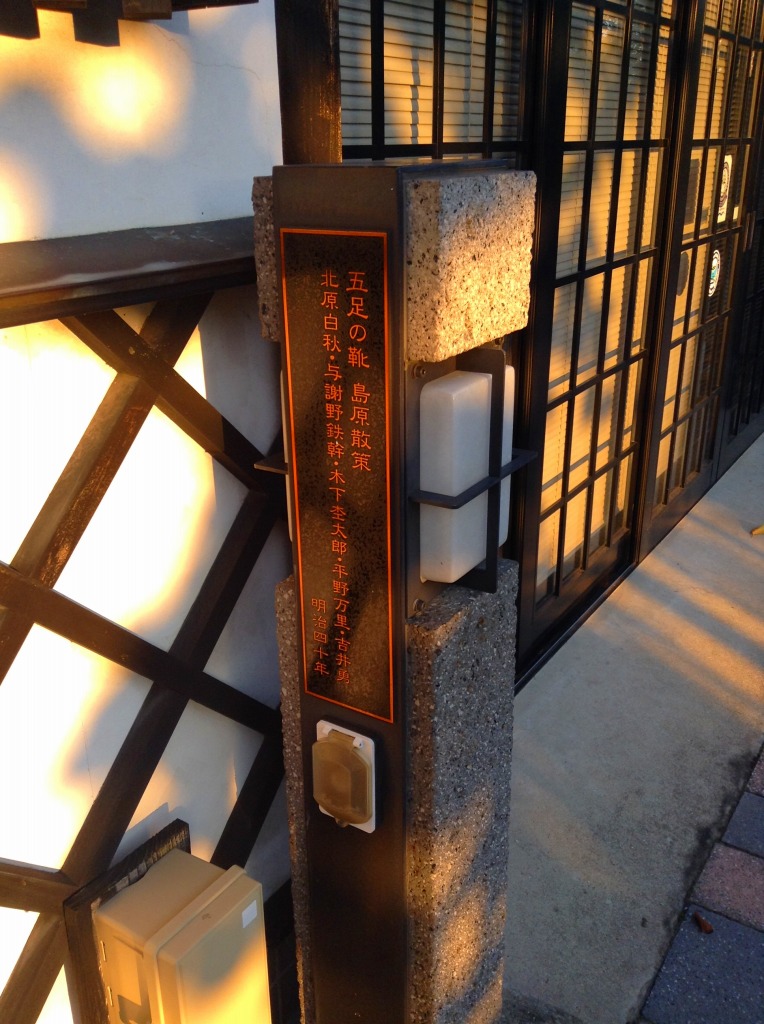 五足の靴 島原散策
北原白秋・与謝野鉄幹・木下杢太郎・平野万里・吉井勇
明治四十年